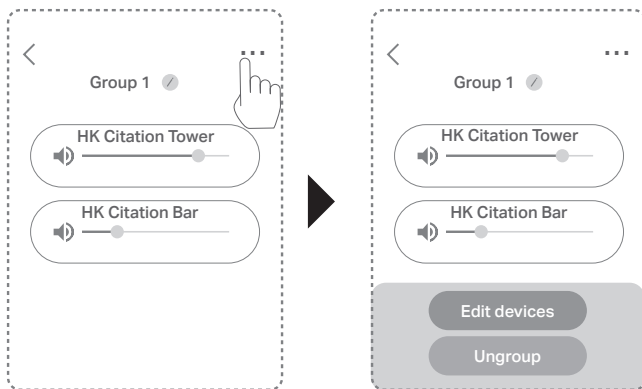 Group 1
HK Citation Tower
HK Citation Bar
Group 1
HK Citation Tower
HK Citation Bar
Edit devices
Ungroup